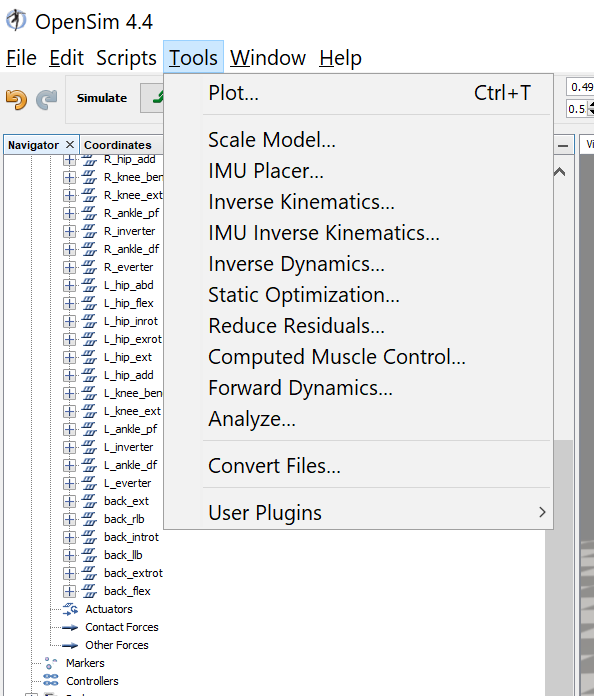 OpenSim 4.4
File Edit Scripts Tools Window Help
Simulate
0.49
0.5
Plot... Ctrl+T
Scale Model...
IMU Placer...
Inverse Kinematics...
IMU Inverse Kinematics...
Inverse Dynamics...
Static Optimization...
Reduce Residuals...
Computed Muscle Control...
Forward Dynamics...
Analyze...
Convert Files...
User Plugins
Navigator × Coordinates
R_hip_add
R_knee_ben
R_knee_ext
R_ankle_pf
R_inverter
R_ankle_df
R_everter
L_hip_abd
L_hip_flex
L_hip_inrot
L_hip_exrot
L_hip_ext
L_hip_add
L_knee_ben
L_knee_ext
L_ankle_pf
L_inverter
L_ankle_df
L_everter
back_ext
back_rlb
back_introt
back_llb
back_extrot
back_flex
Actuators
Contact Forces
Other Forces
Markers
Controllers